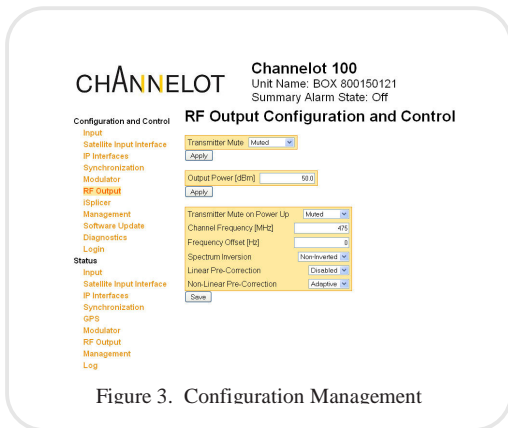 CHANNELOT
Channelot 100
Unit Name: BOX 800150121
Summary Alarm State: Off
Configuration and Control
Input
Satellite Input Interface
IP Interfaces
Synchronization
Modulator
RF Output
ISplicer
Management
Software Update
Diagnostics
Login
Status
Input
Satellite Input Interface
IP Interfaces
Synchronization
GPS
Modulator
RF Output
Management
Log
RF Output Configuration and Control
Transmitter Mute Muted
Apply
Output Power [dBm] 50.0
Apply
Transmitter Mute on Power Up Muted
Channel Frequency [MHz] 475
Frequency Offset [Hz] 0
Spectrum Inversion Non-Inverted
Linear Pre-Correction Disabled
Non-Linear Pre-Correction Adaptive
Save
Figure 3. Configuration Management